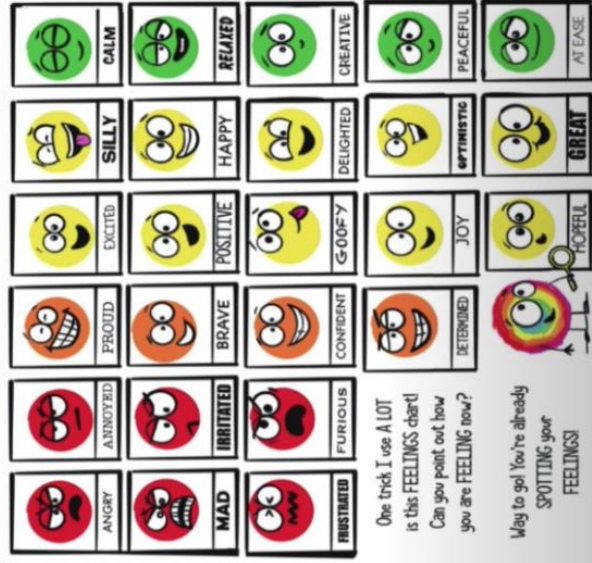 ANGRY
ANNOYED
PROUD
EXCITED
SILLY
CALM
MAD
IRRITATED
BRAVE
POSITIVE
HAPPY
RELAXED
FRUSTRATED
FURIOUS
CONFIDENT
GOOFY
DELIGHTED
CREATIVE
One trick I use A LOT
is this FEELINGS chart!
Can you point out how
you are FEELING now?
DETERMINED
JOY
OPTIMISTIC
PEACEFUL
Way to go! You're already
SPOTTING your
FEELINGS!
HOPEFUL
GREAT
AT EASE